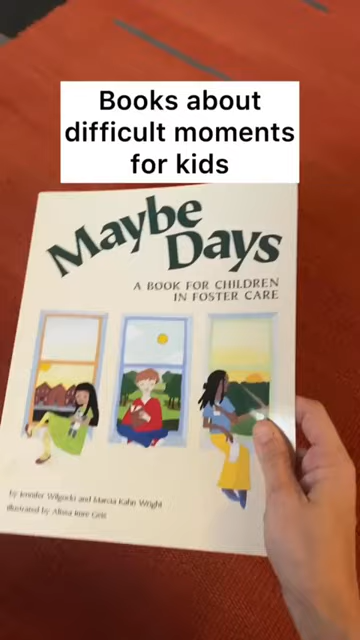 Books about
difficult moments
for kids
Maybe
Days
A BOOK FOR CHILDREN
IN FOSTER CARE
by Jennifer Wilgocki and Marcia Kahn Wright
illustrated by Alissa Imre Geis